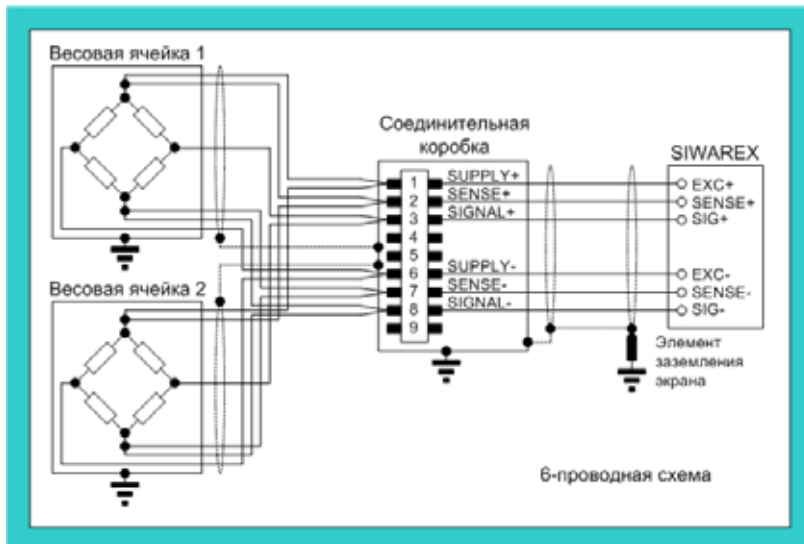 Весовая ячейка 1
Соединительная
коробка
SIWAREX
1 SUPPLY+ EXC+
2 SENSE+ SENSE+
3 SIGNAL+ SIG+
4
5
6 SUPPLY- EXC-
7 SENSE- SENSE-
8 SIGNAL- SIG-
9
Весовая ячейка 2
Элемент
заземления
экрана
6-проводная схема